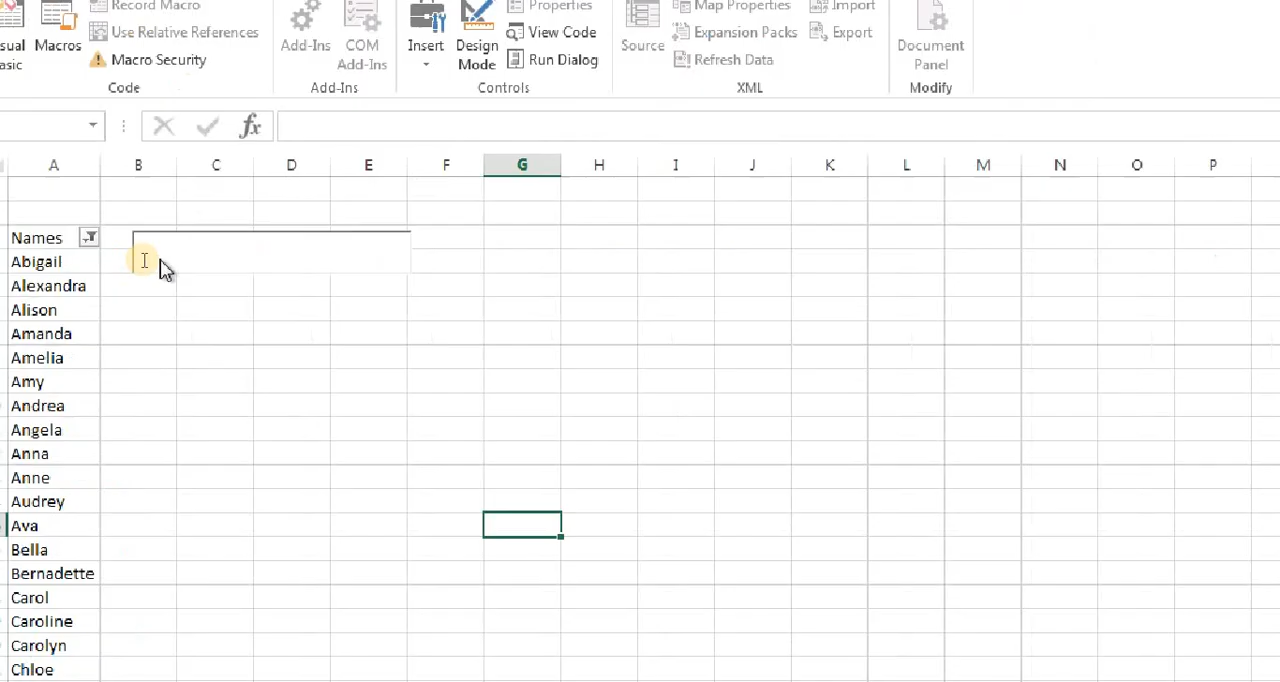 Record Macro
Use Relative References
Macro Security
Macros
Code
Add-Ins
COM
Add-Ins
Add-Ins
Insert
Design
Mode
Properties
View Code
Run Dialog
Controls
Source
Map Properties
Expansion Packs
Refresh Data
Import
Export
XML
Document
Panel
Modify
fx
A B C D E F G H I J K L M N O P
Names
Abigail
Alexandra
Alison
Amanda
Amelia
Amy
Andrea
Angela
Anna
Anne
Audrey
Ava
Bella
Bernadette
Carol
Caroline
Carolyn
Chloe